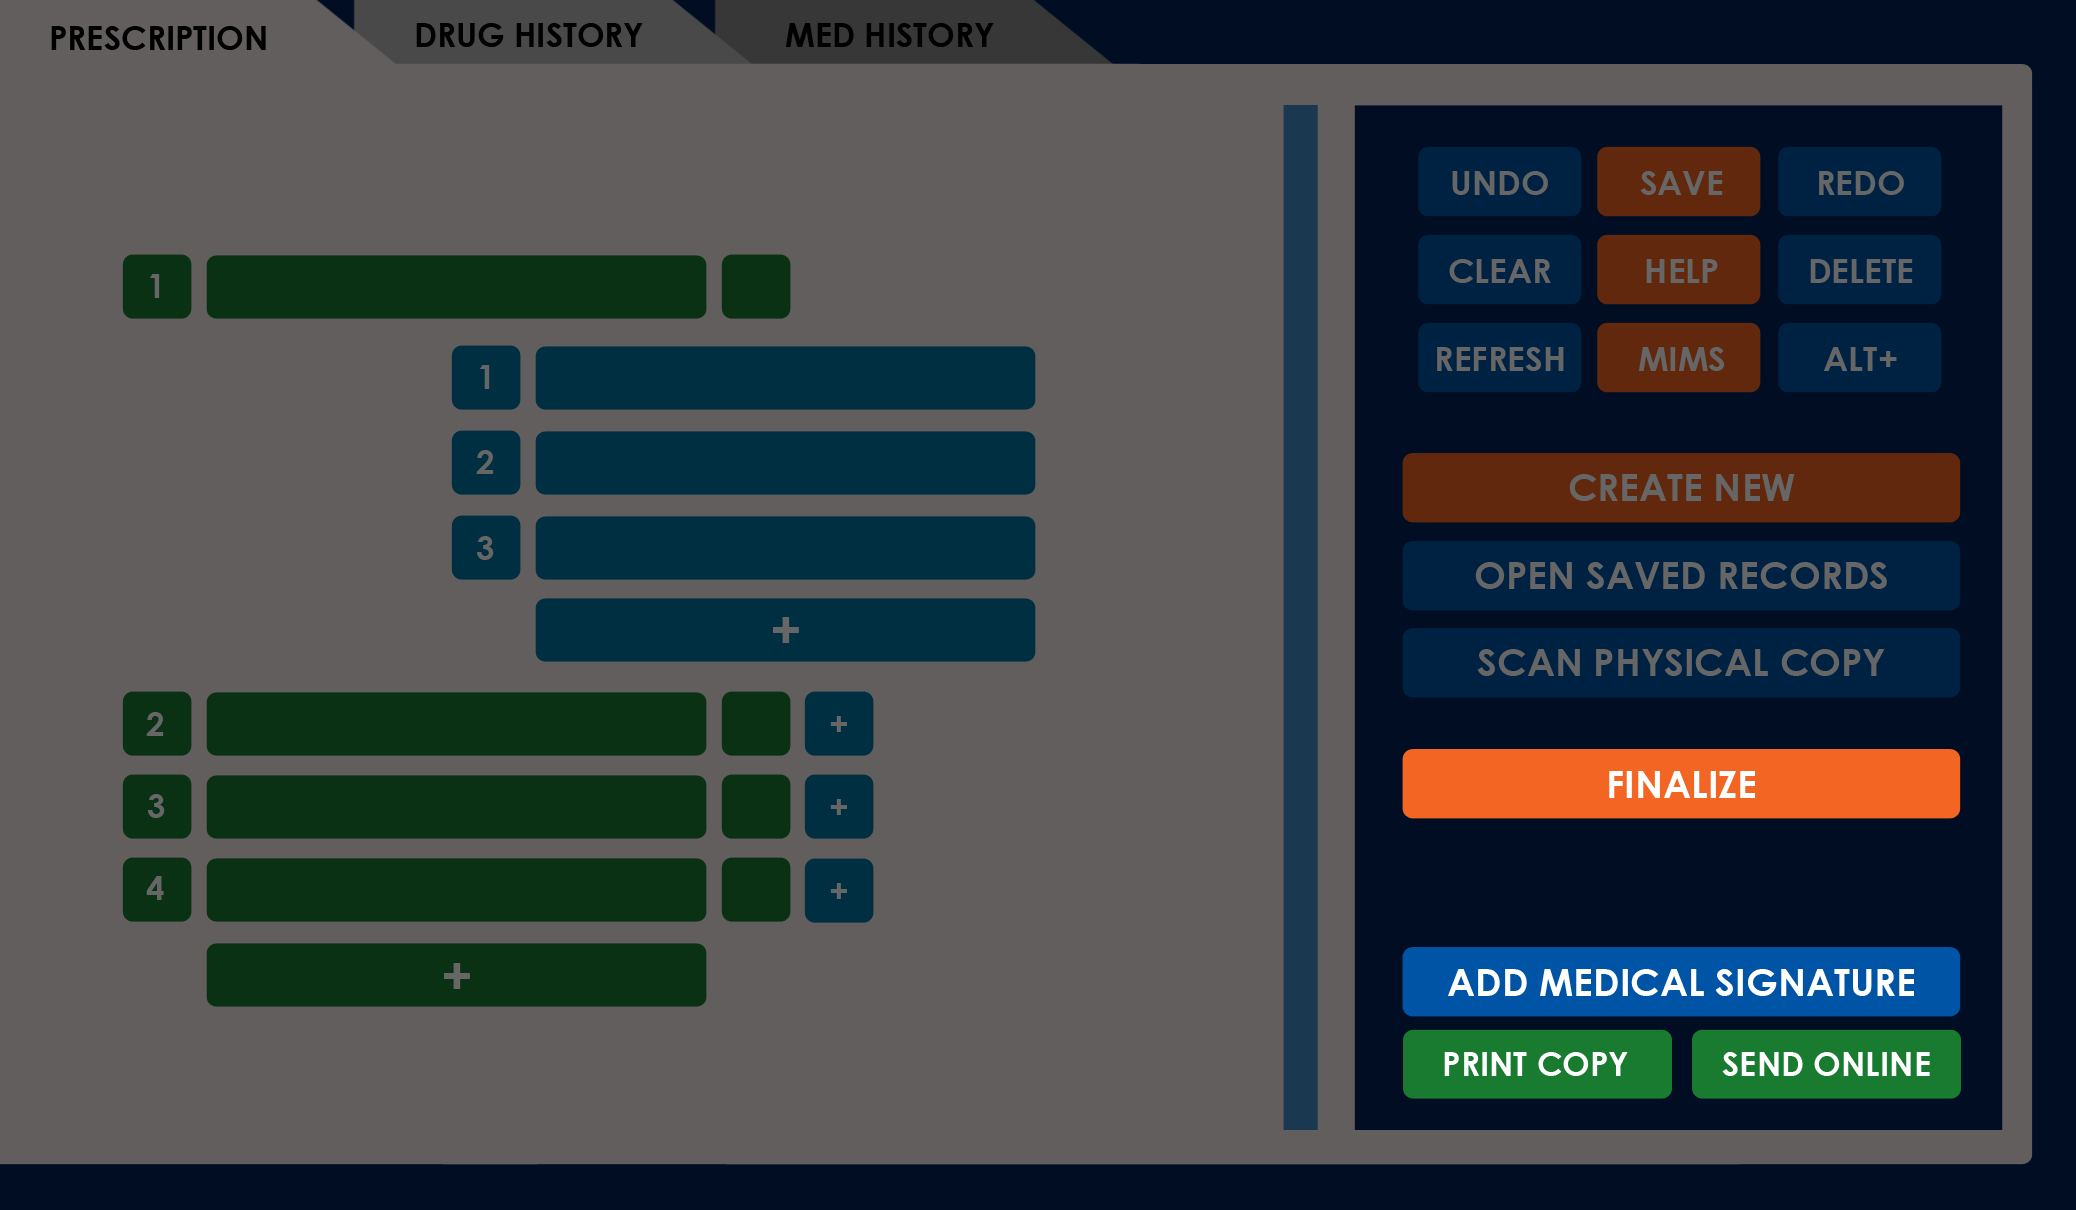 PRESCRIPTION DRUG HISTORY MED HISTORY
1
1
2
3
+
2 +
3 +
4 +
+
UNDO SAVE REDO
CLEAR HELP DELETE
REFRESH MIMS ALT+
CREATE NEW
OPEN SAVED RECORDS
SCAN PHYSICAL COPY
FINALIZE
ADD MEDICAL SIGNATURE
PRINT COPY SEND ONLINE